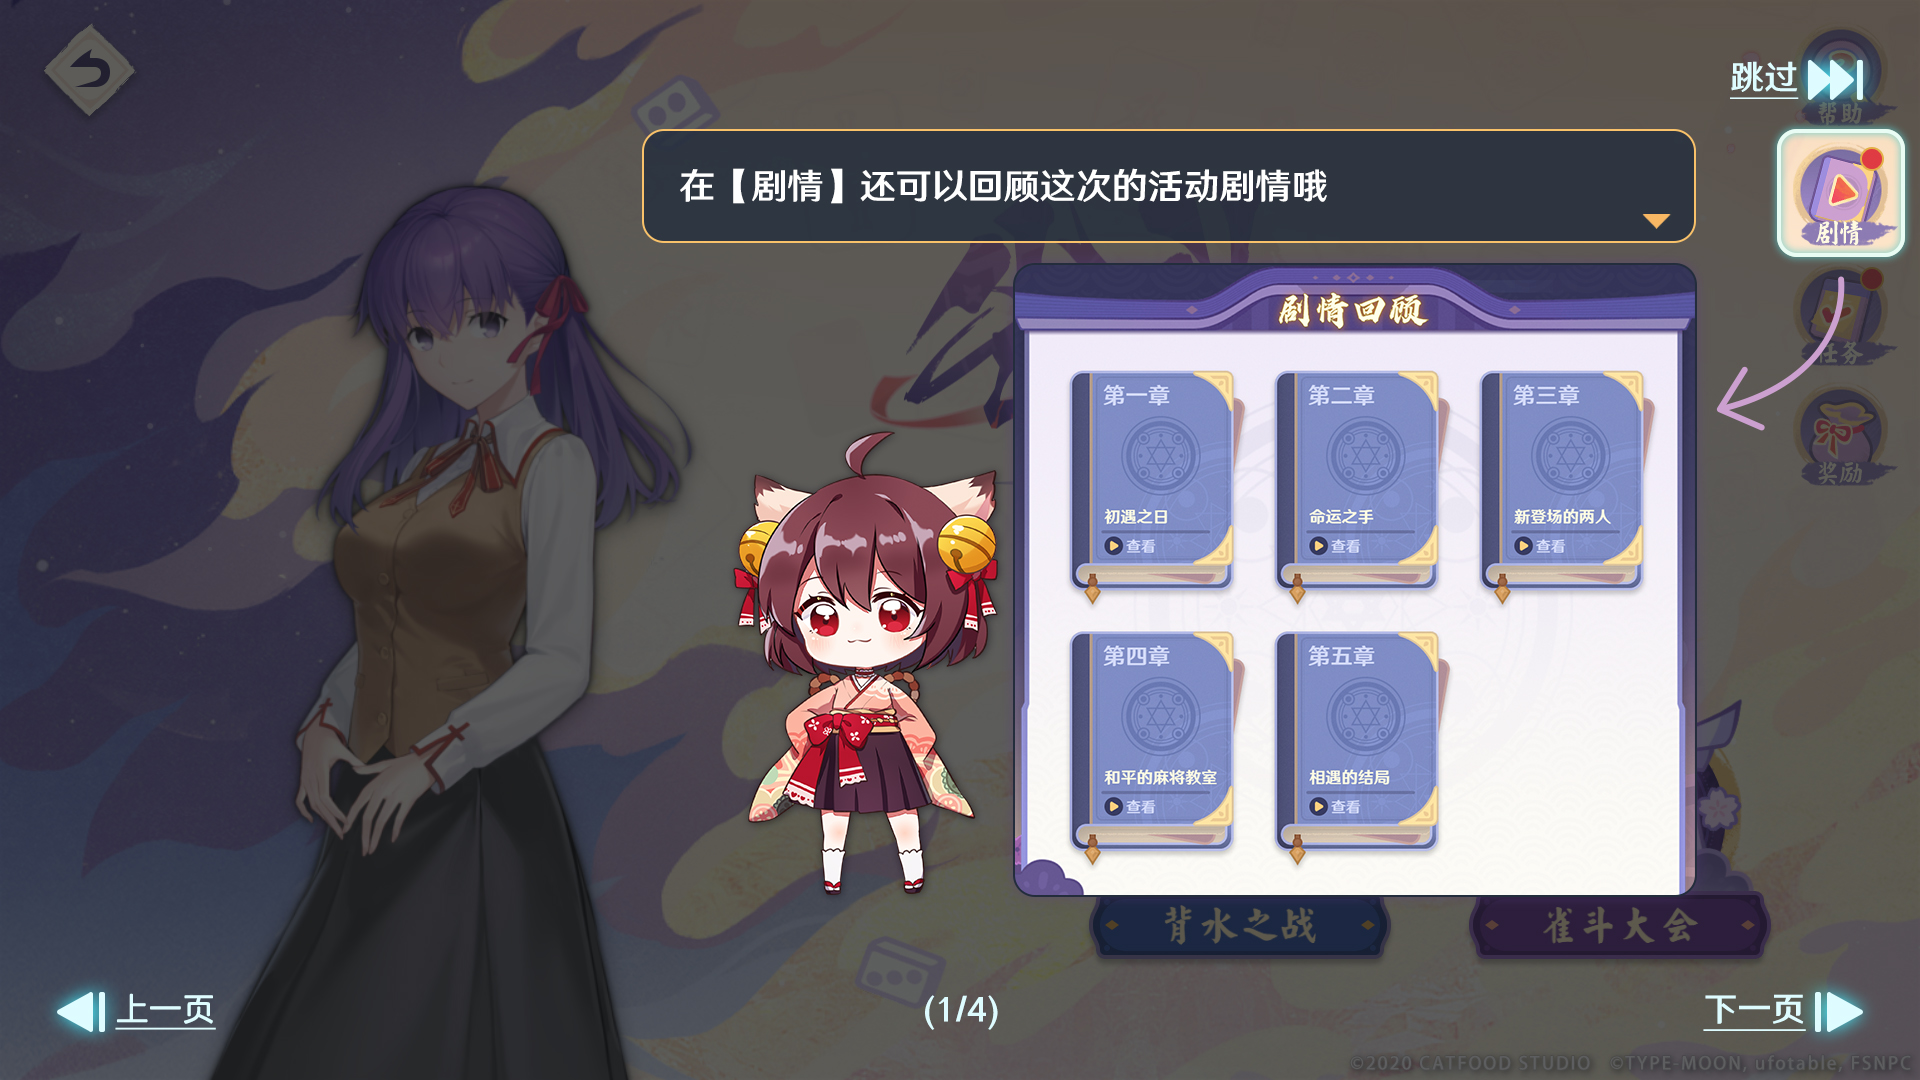 跳过
帮助
在【剧情】还可以回顾这次的活动剧情哦
剧情
剧情回顾
任务
第一章
第二章
第三章
奖励
初遇之日
命运之手
新登场的两人
查看
查看
查看
第四章
第五章
和平的麻将教室
相遇的结局
查看
查看
背水之战
雀斗大会
上一页
(1/4)
下一页
©2020 CATFOOD STUDIO ©TYPE-MOON, ufotable, FSNPC